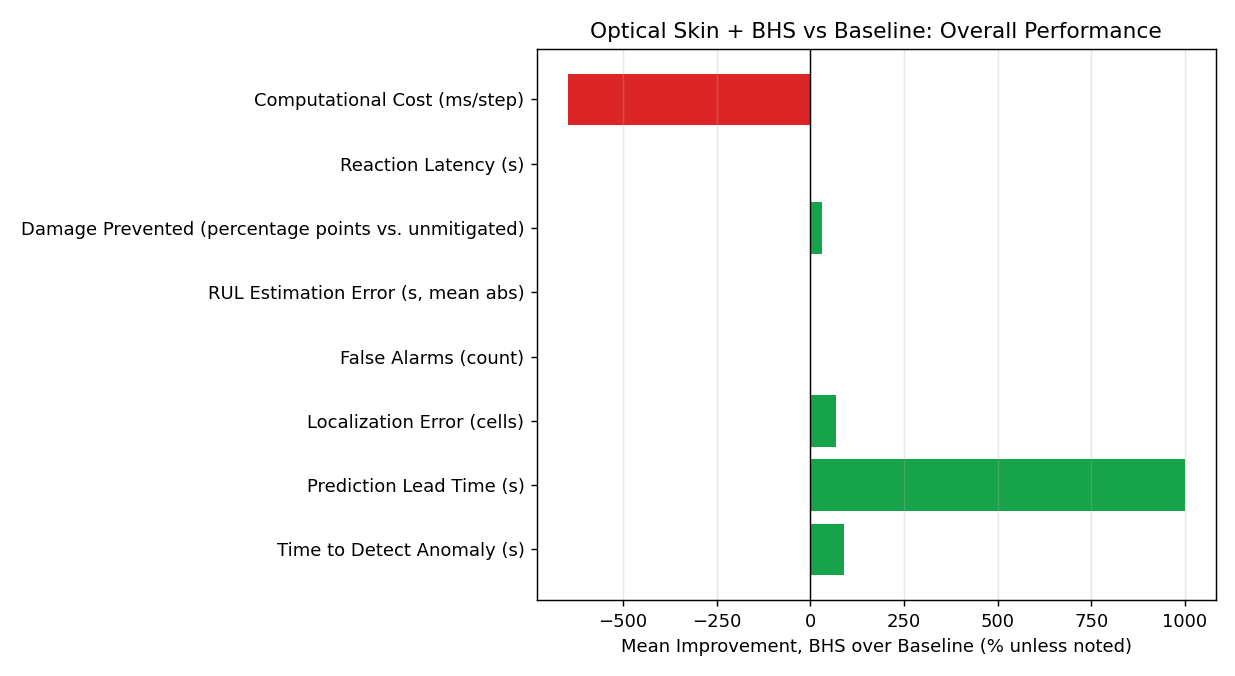 Optical Skin + BHS vs Baseline: Overall Performance
Computational Cost (ms/step)
Reaction Latency (s)
Damage Prevented (percentage points vs. unmitigated)
RUL Estimation Error (s, mean abs)
False Alarms (count)
Localization Error (cells)
Prediction Lead Time (s)
Time to Detect Anomaly (s)
−500 −250 0 250 500 750 1000
Mean Improvement, BHS over Baseline (% unless noted)